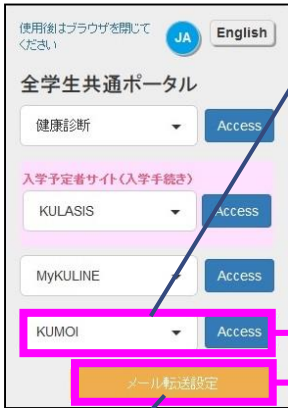 使用後はブラウザを閉じて
ください
JA
English
全学生共通ポータル
健康診断
Access
入学予定者サイト(入学手続き)
KULASIS
Access
MyKULINE
Access
KUMOI
Access
メール転送設定